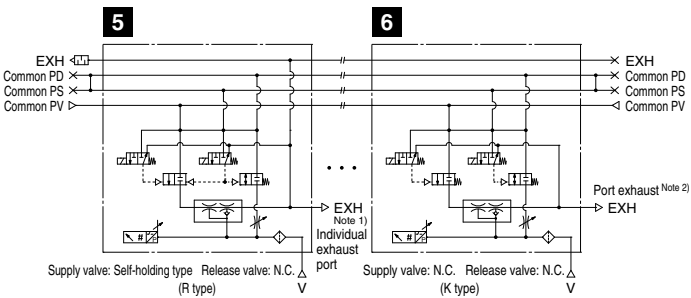 5
6
EXH
Common PD
Common PS
Common PV
EXH
Common PD
Common PS
Common PV
#
#
• • •
EXH
Note 1)
Individual
exhaust
port
Port exhaust Note 2)
EXH
Supply valve: Self-holding type Release valve: N.C.
(R type)
V
Supply valve: N.C. Release valve: N.C.
(K type)
V